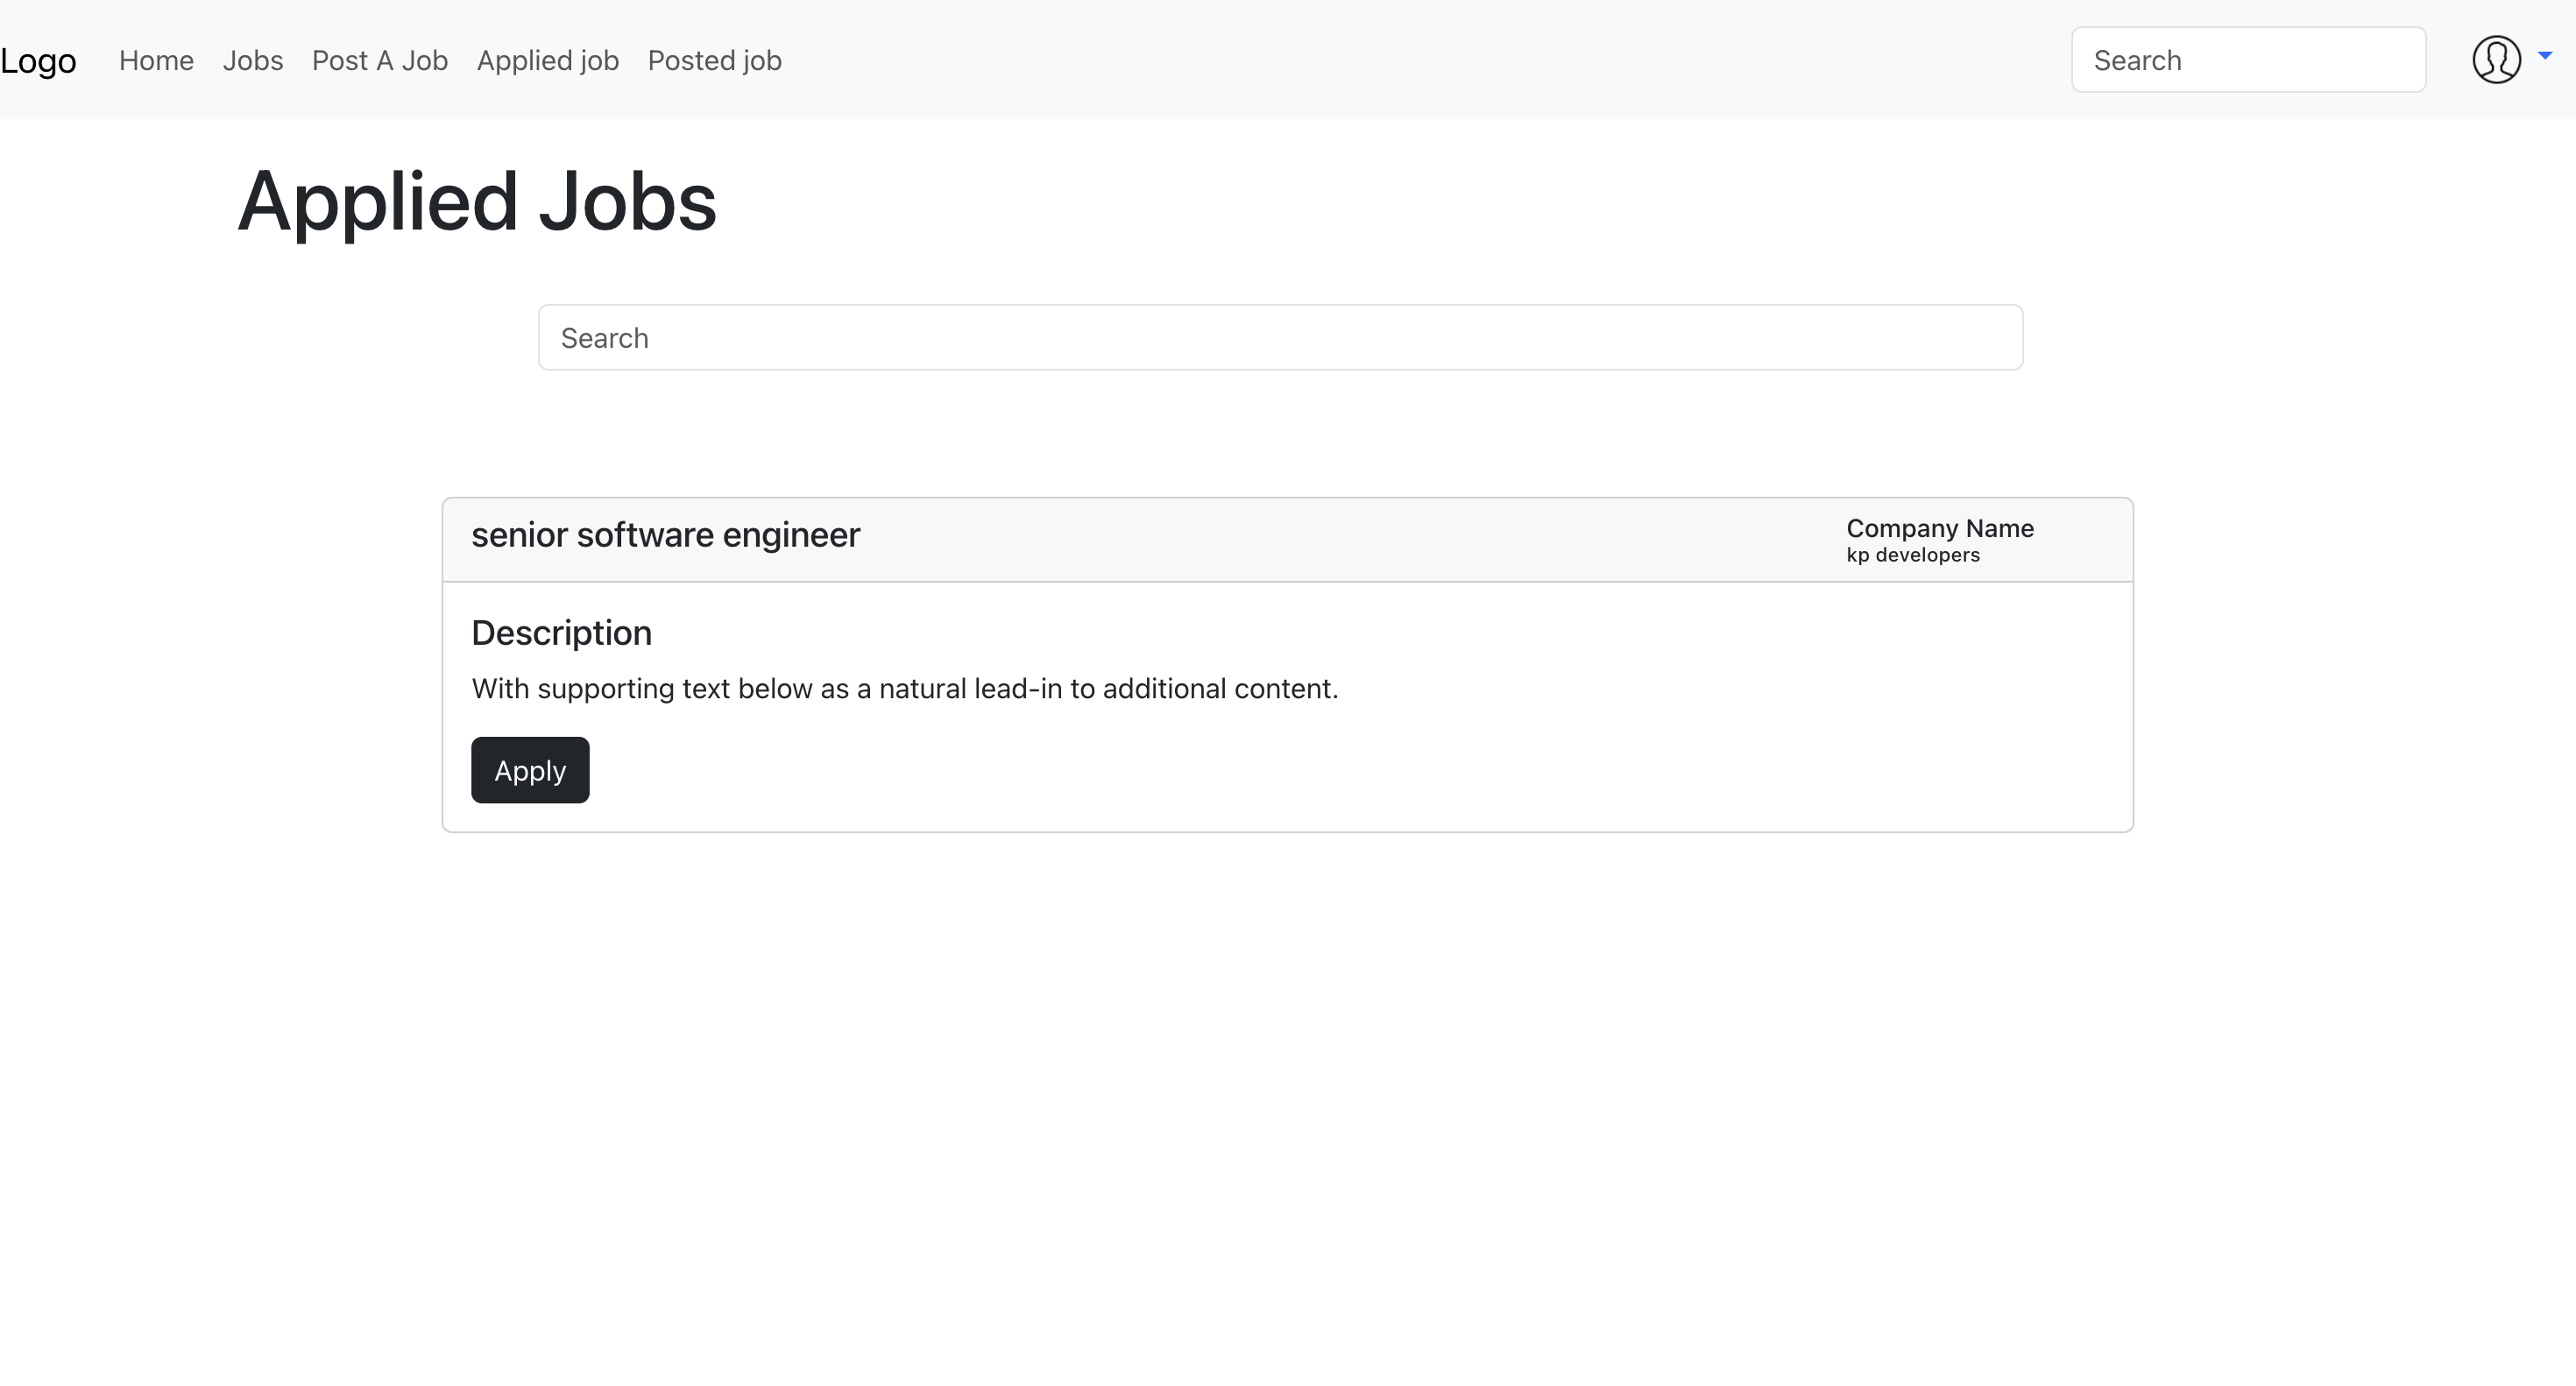 Logo Home Jobs Post A Job Applied job Posted job Search
Applied Jobs
Search
senior software engineer
Company Name
kp developers
Description
With supporting text below as a natural lead-in to additional content.
Apply